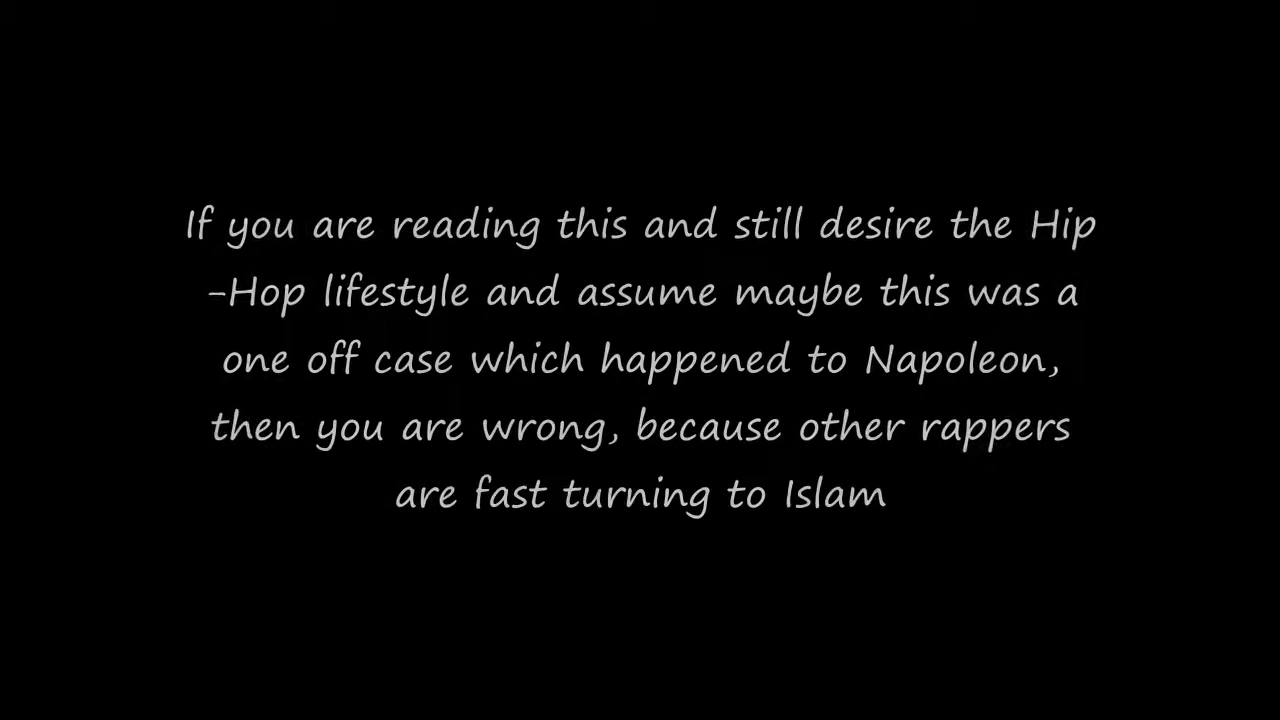 If you are reading this and still desire the Hip
-Hop lifestyle and assume maybe this was a
one off case which happened to Napoleon,
then you are wrong, because other rappers
are fast turning to Islam